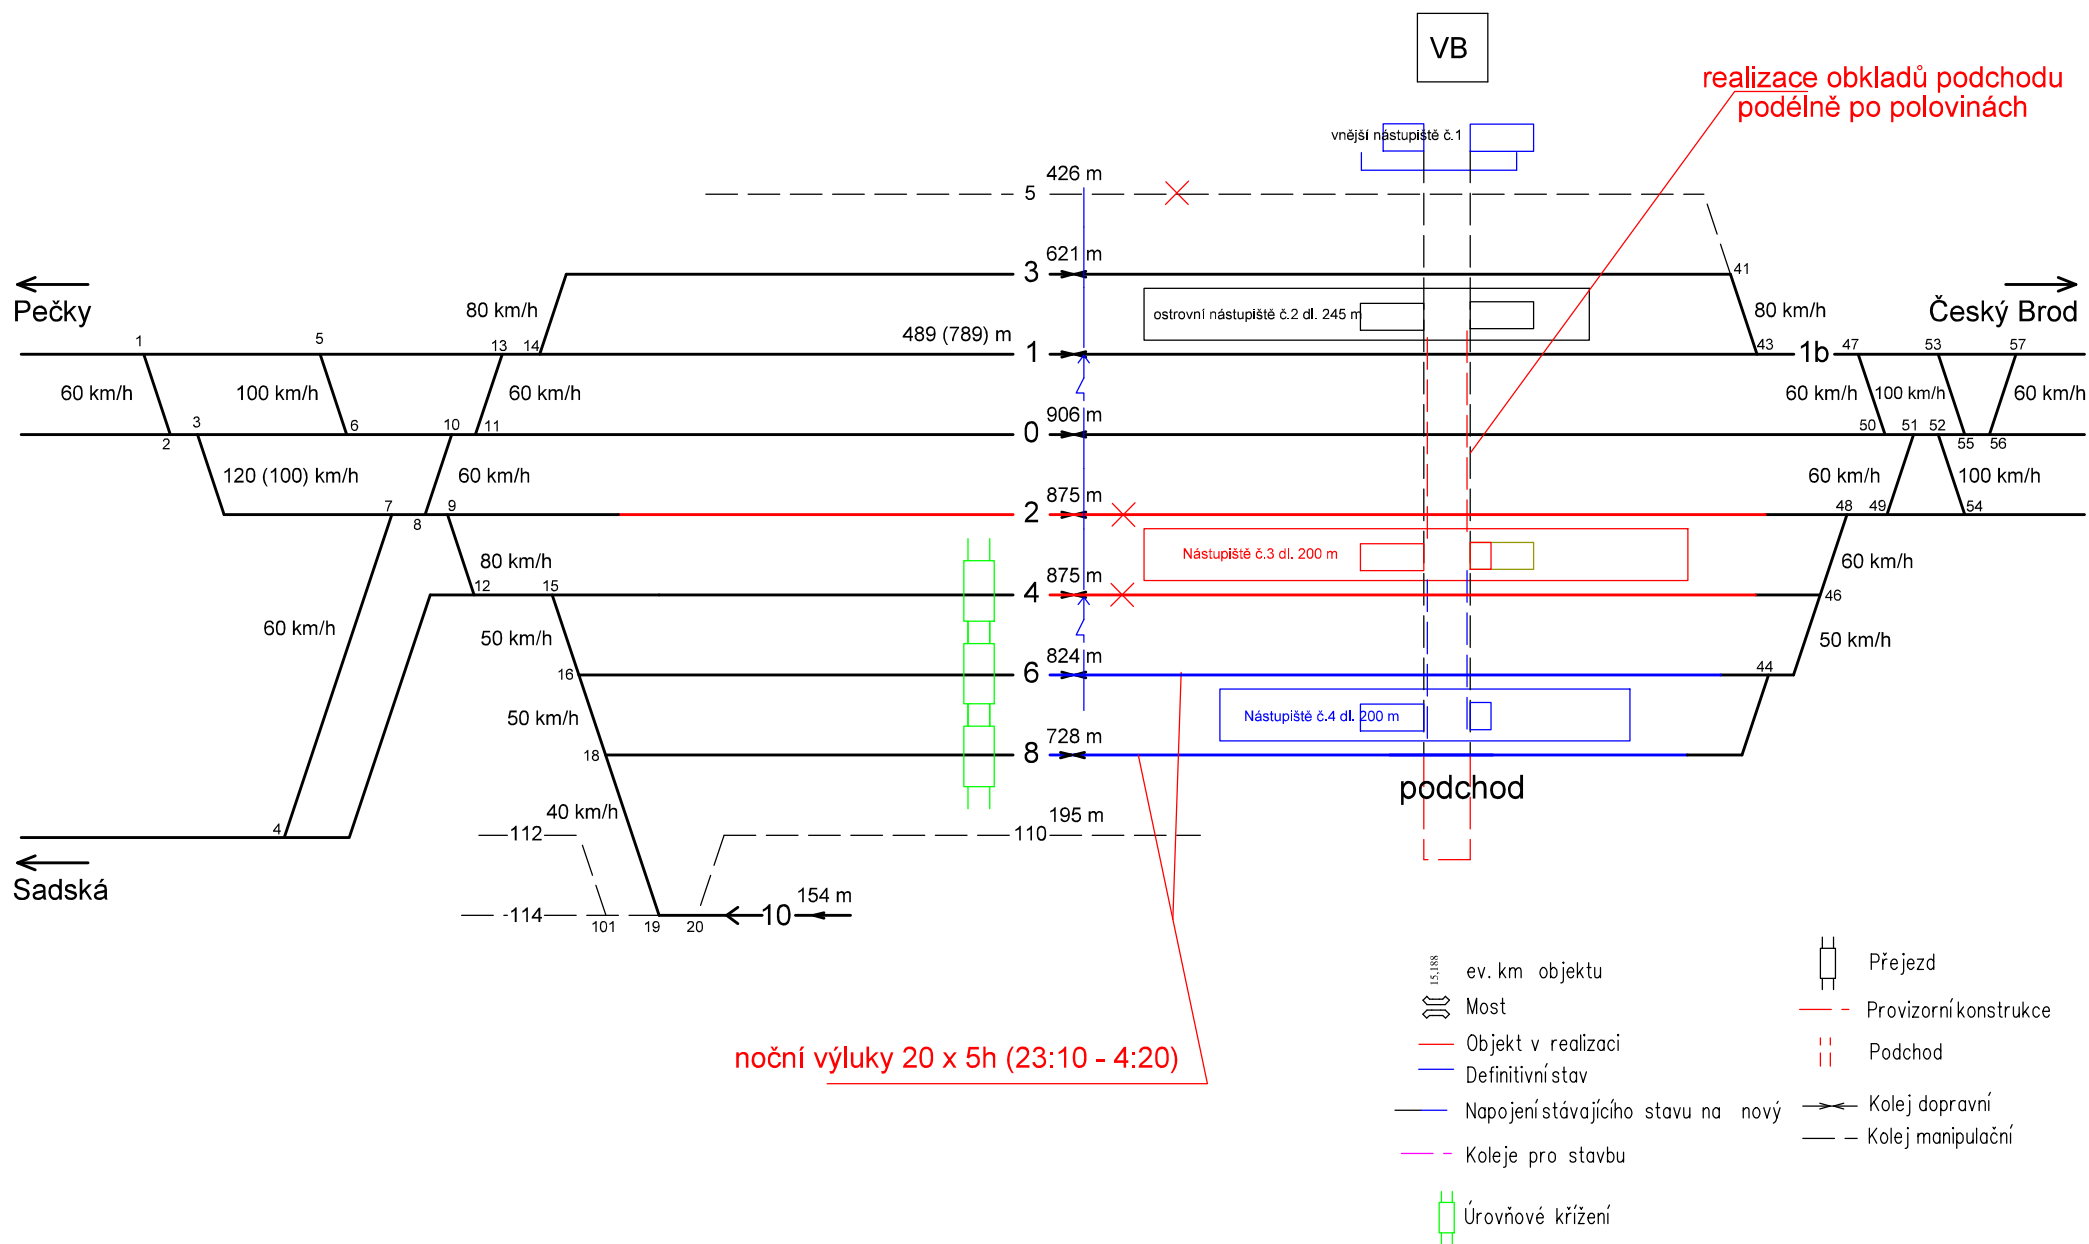 VB
realizace obkladů podchodu
podélně po polovinách
vnější nástupiště č.1
426 m
5
621 m
3
41
Pečky
80 km/h
ostrovní nástupiště č.2 dl. 245 m
80 km/h
Český Brod
489 (789) m
1
5
13
14
1
43
1b
47
53
57
60 km/h
100 km/h
60 km/h
60 km/h
100 km/h
60 km/h
906 m
3
2
6
10
11
0
50
51
52
55
56
120 (100) km/h
60 km/h
60 km/h
100 km/h
875 m
7
8
9
2
48
49
54
Nástupiště č.3 dl. 200 m
80 km/h
60 km/h
875 m
12
15
4
46
60 km/h
50 km/h
50 km/h
824 m
16
6
44
50 km/h
Nástupiště č.4 dl. 200 m
728 m
18
8
podchod
40 km/h
195 m
4
112
110
Sadská
154 m
114
10
101
19
20
15,188
ev. km objektu
Přejezd
Most
Provizorní konstrukce
noční výluky 20 x 5h (23:10 - 4:20)
Objekt v realizaci
Podchod
Definitivní stav
Napojení stávajícího stavu na nový
Kolej dopravní
Kolej manipulační
Koleje pro stavbu
Úrovňové křížení